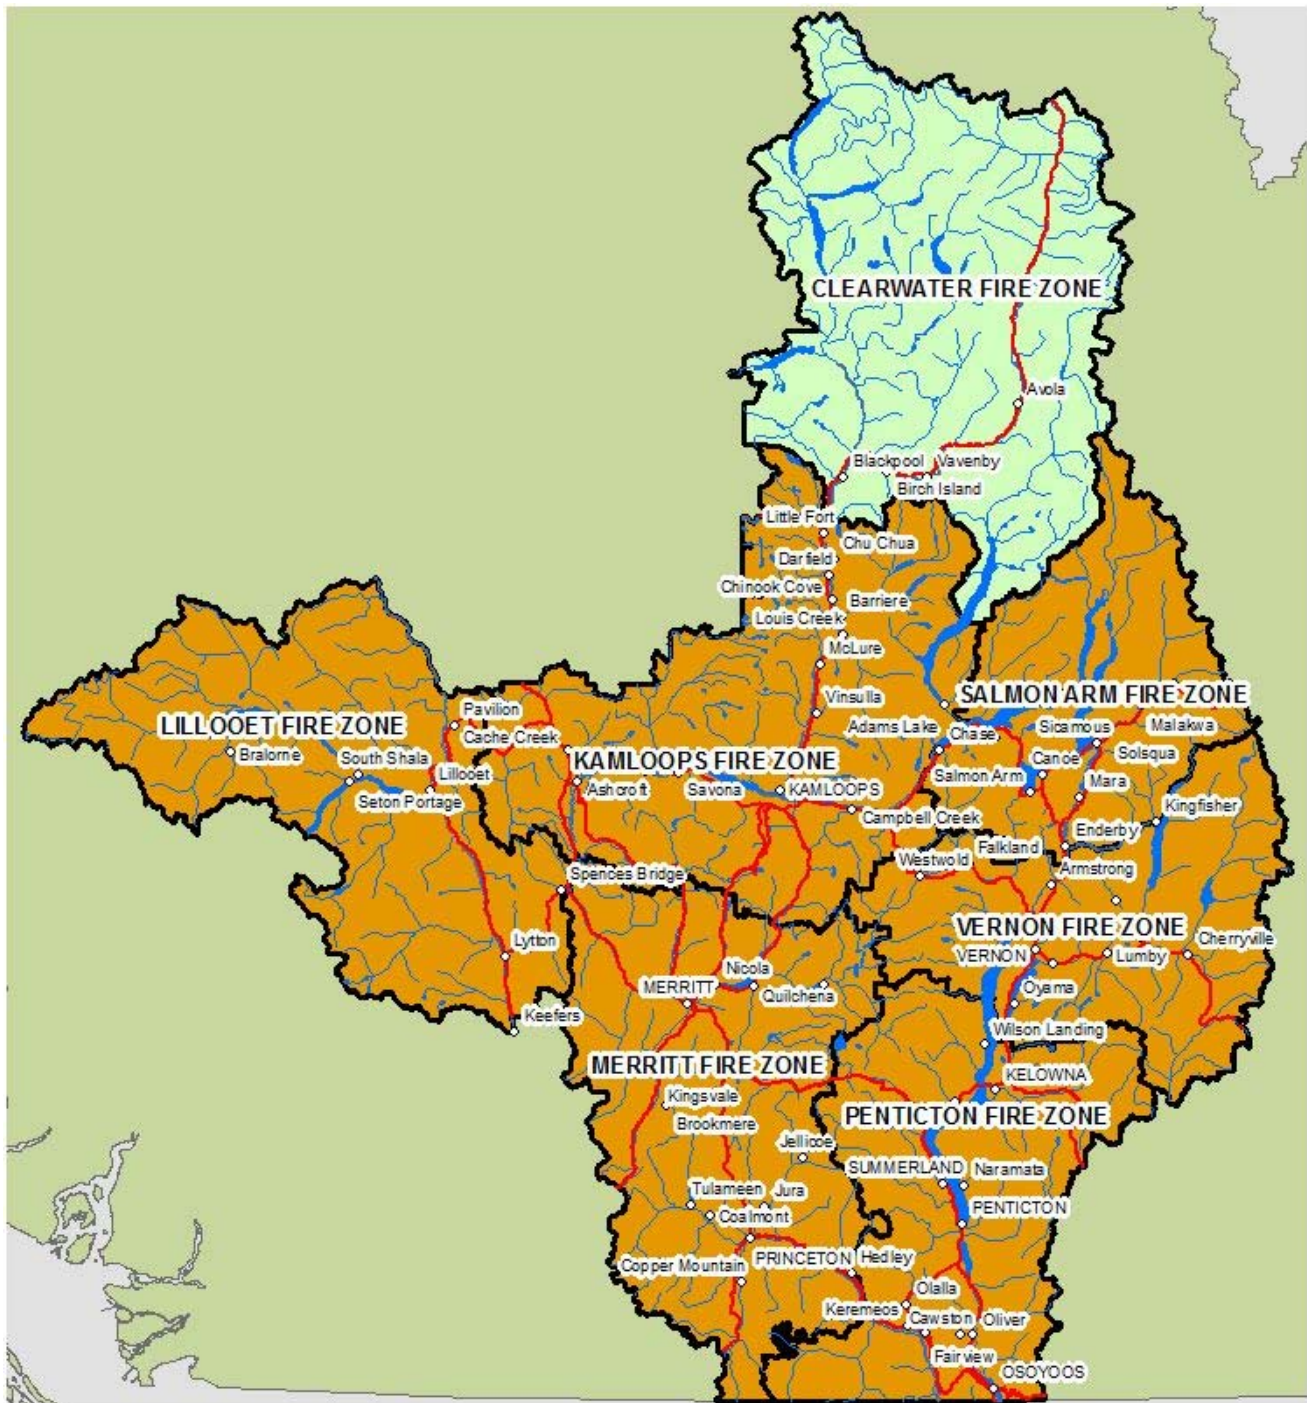 CLEARWATER FIRE ZONE
Avola
Blackpool
Vavenby
Birch Island
Little Fort
Chu Chua
Darfield
Chinook Cove
Barriere
Louis Creek
McLure
SALMON ARM FIRE ZONE
Vinsulla
Pavilion
LILLOOET FIRE ZONE
Adams Lake
Chase
Sicamous
Malakwa
Cache Creek
Bralorne
South Shala
Solsqua
KAMLOOPS FIRE ZONE
Canoe
Lillooet
Salmon Arm
Mara
Ashcroft
Savona
KAMLOOPS
Seton Portage
Kingfisher
Campbell Creek
Enderby
Falkland
Westwold
Armstrong
Spences Bridge
VERNON FIRE ZONE
Lytton
Cherryville
VERNON
Lumby
Nicola
MERRITT
Quilchena
Oyama
Keefers
Wilson Landing
MERRITT FIRE ZONE
KELOWNA
Kingsvale
PENTICTON FIRE ZONE
Brookmere
Jellicoe
SUMMERLAND
Naramata
Tulameen
Jura
PENTICTON
Coalmont
PRINCETON
Hedley
Copper Mountain
Olalla
Keremeos
Cawston
Oliver
Fairview
OSOYOOS